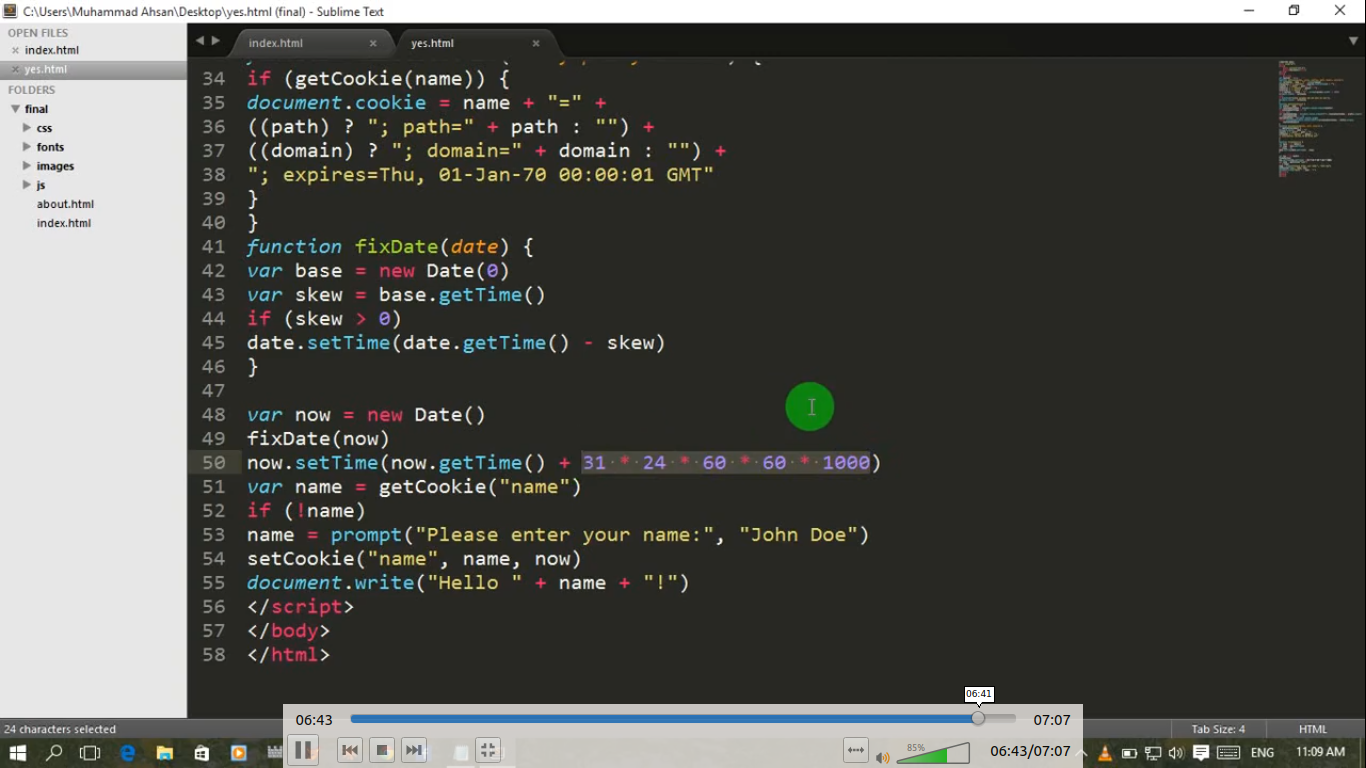 C:\Users\Muhammad Ahsan\Desktop\yes.html (final) - Sublime Text
OPEN FILES
index.html
yes.html
FOLDERS
final
css
fonts
images
js
about.html
index.html
index.html
yes.html
34 if (getCookie(name)) {
35 document.cookie = name + "=" +
36 ((path) ? "; path=" + path : "") +
37 ((domain) ? "; domain=" + domain : "") +
38 "; expires=Thu, 01-Jan-70 00:00:01 GMT"
39 }
40 }
41 function fixDate(date) {
42 var base = new Date(0)
43 var skew = base.getTime()
44 if (skew > 0)
45 date.setTime(date.getTime() - skew)
46 }
47
48 var now = new Date()
49 fixDate(now)
50 now.setTime(now.getTime() + 31 * 24 * 60 * 60 * 1000)
51 var name = getCookie("name")
52 if (!name)
53 name = prompt("Please enter your name:", "John Doe")
54 setCookie("name", name, now)
55 document.write("Hello " + name + "!")
56 </script>
57 </body>
58 </html>
06:41
06:43
07:07
24 characters selected
Tab Size: 4
HTML
85%
06:43/07:07
ENG
11:09 AM